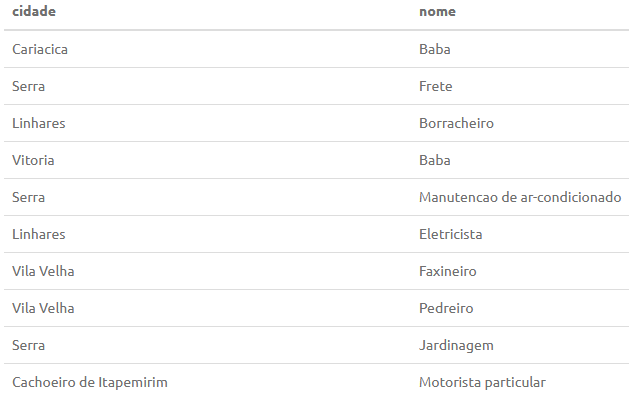 cidade nome
Cariacica Baba
Serra Frete
Linhares Borracheiro
Vitoria Baba
Serra Manutencao de ar-condicionado
Linhares Eletricista
Vila Velha Faxineiro
Vila Velha Pedreiro
Serra Jardinagem
Cachoeiro de Itapemirim Motorista particular